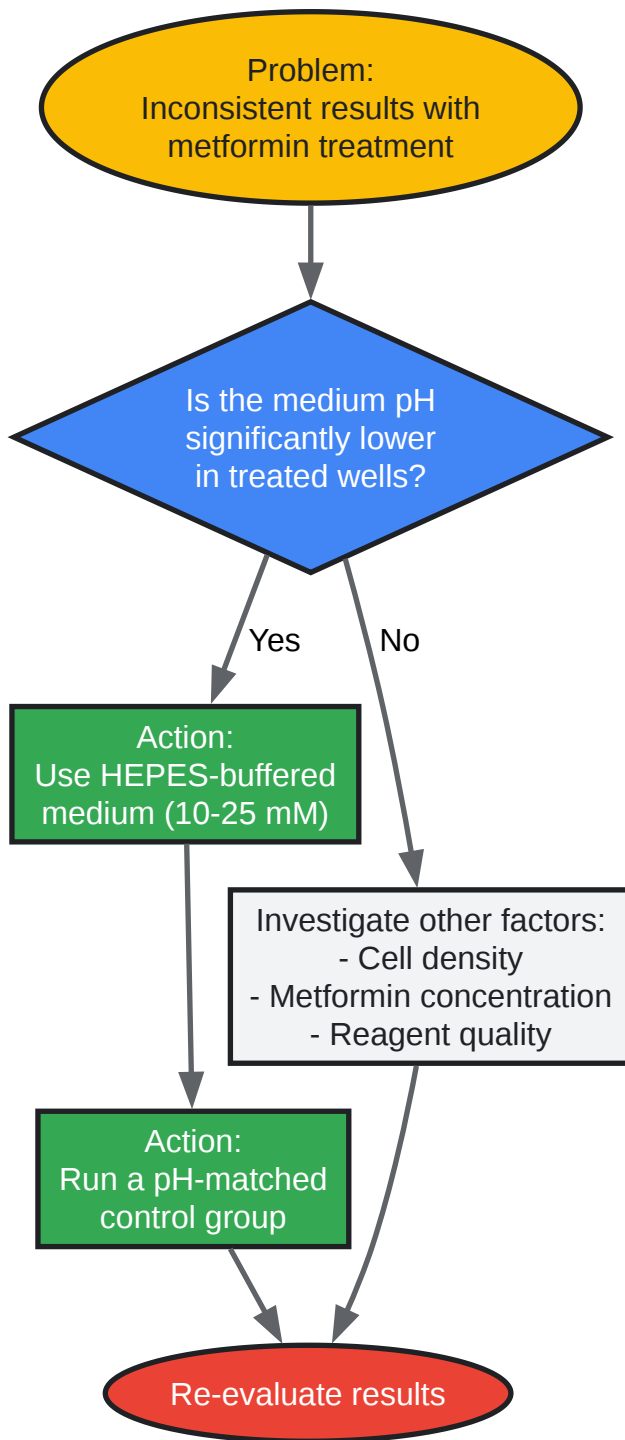 Problem:
Inconsistent results with
metformin treatment
Is the medium pH
significantly lower
in treated wells?
Yes
No
Action:
Use HEPES-buffered
medium (10-25 mM)
Investigate other factors:
- Cell density
- Metformin concentration
- Reagent quality
Action:
Run a pH-matched
control group
Re-evaluate results